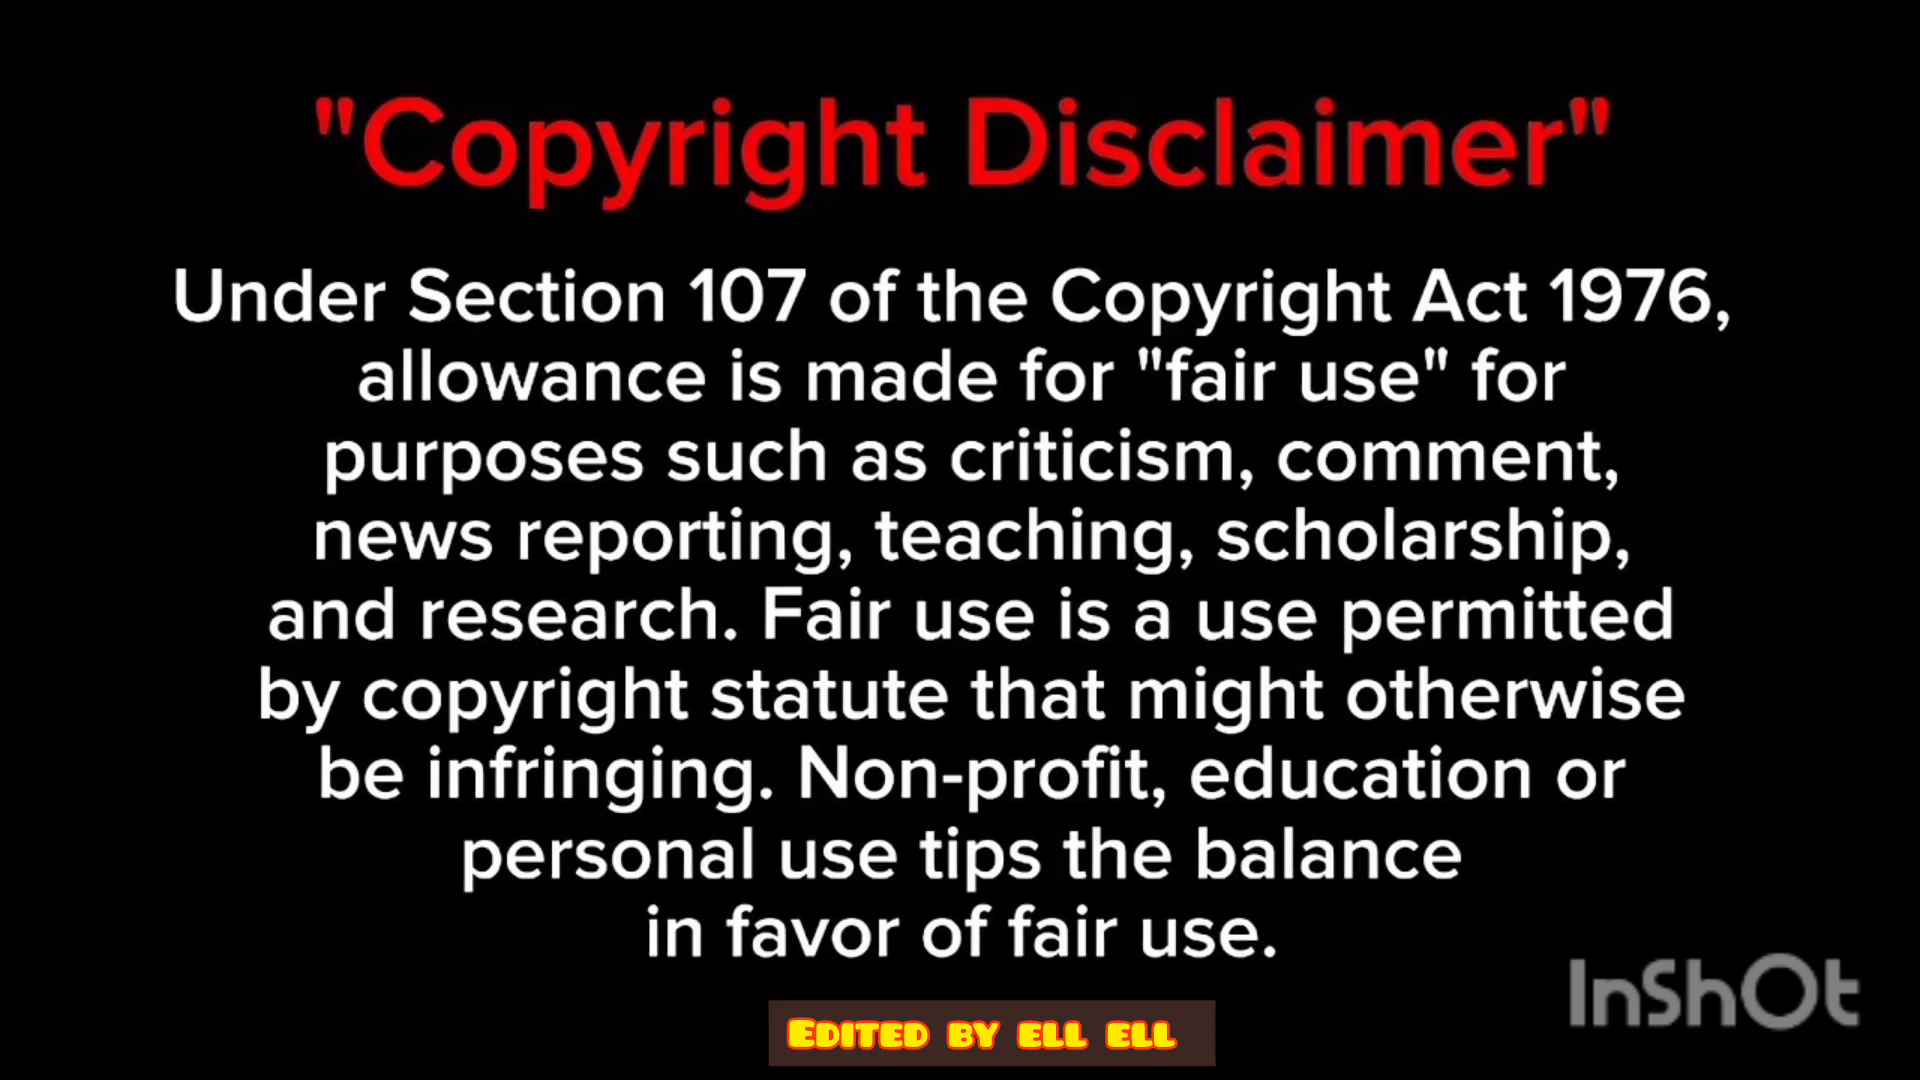 "Copyright Disclaimer"
Under Section 107 of the Copyright Act 1976,
allowance is made for "fair use" for
purposes such as criticism, comment,
news reporting, teaching, scholarship,
and research. Fair use is a use permitted
by copyright statute that might otherwise
be infringing. Non-profit, education or
personal use tips the balance
in favor of fair use.
InShOt
Edited by ell ell